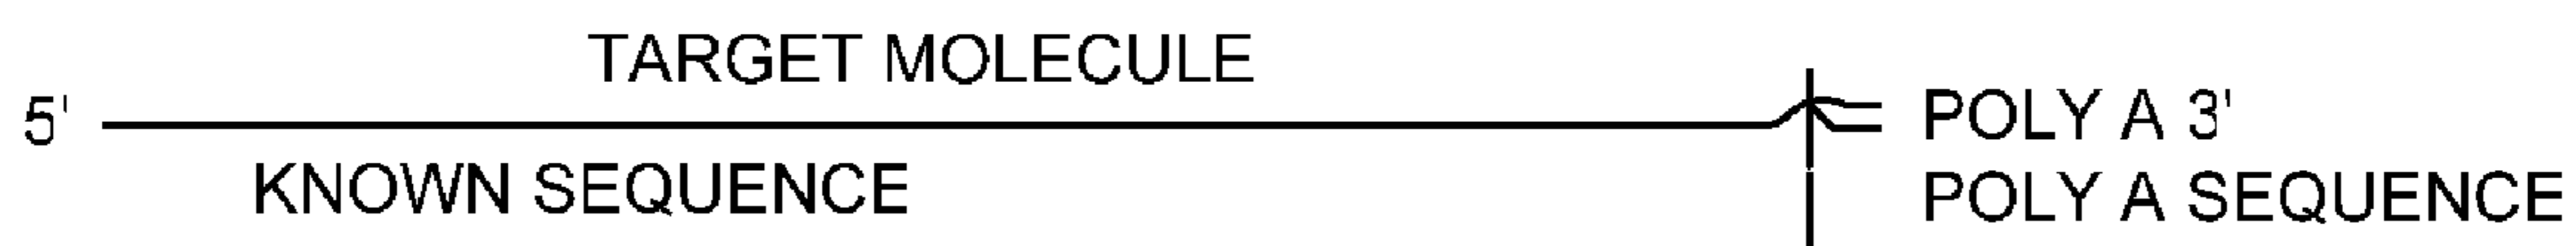 TARGET MOLECULE
5' POLY A 3'
KNOWN SEQUENCE POLY A SEQUENCE